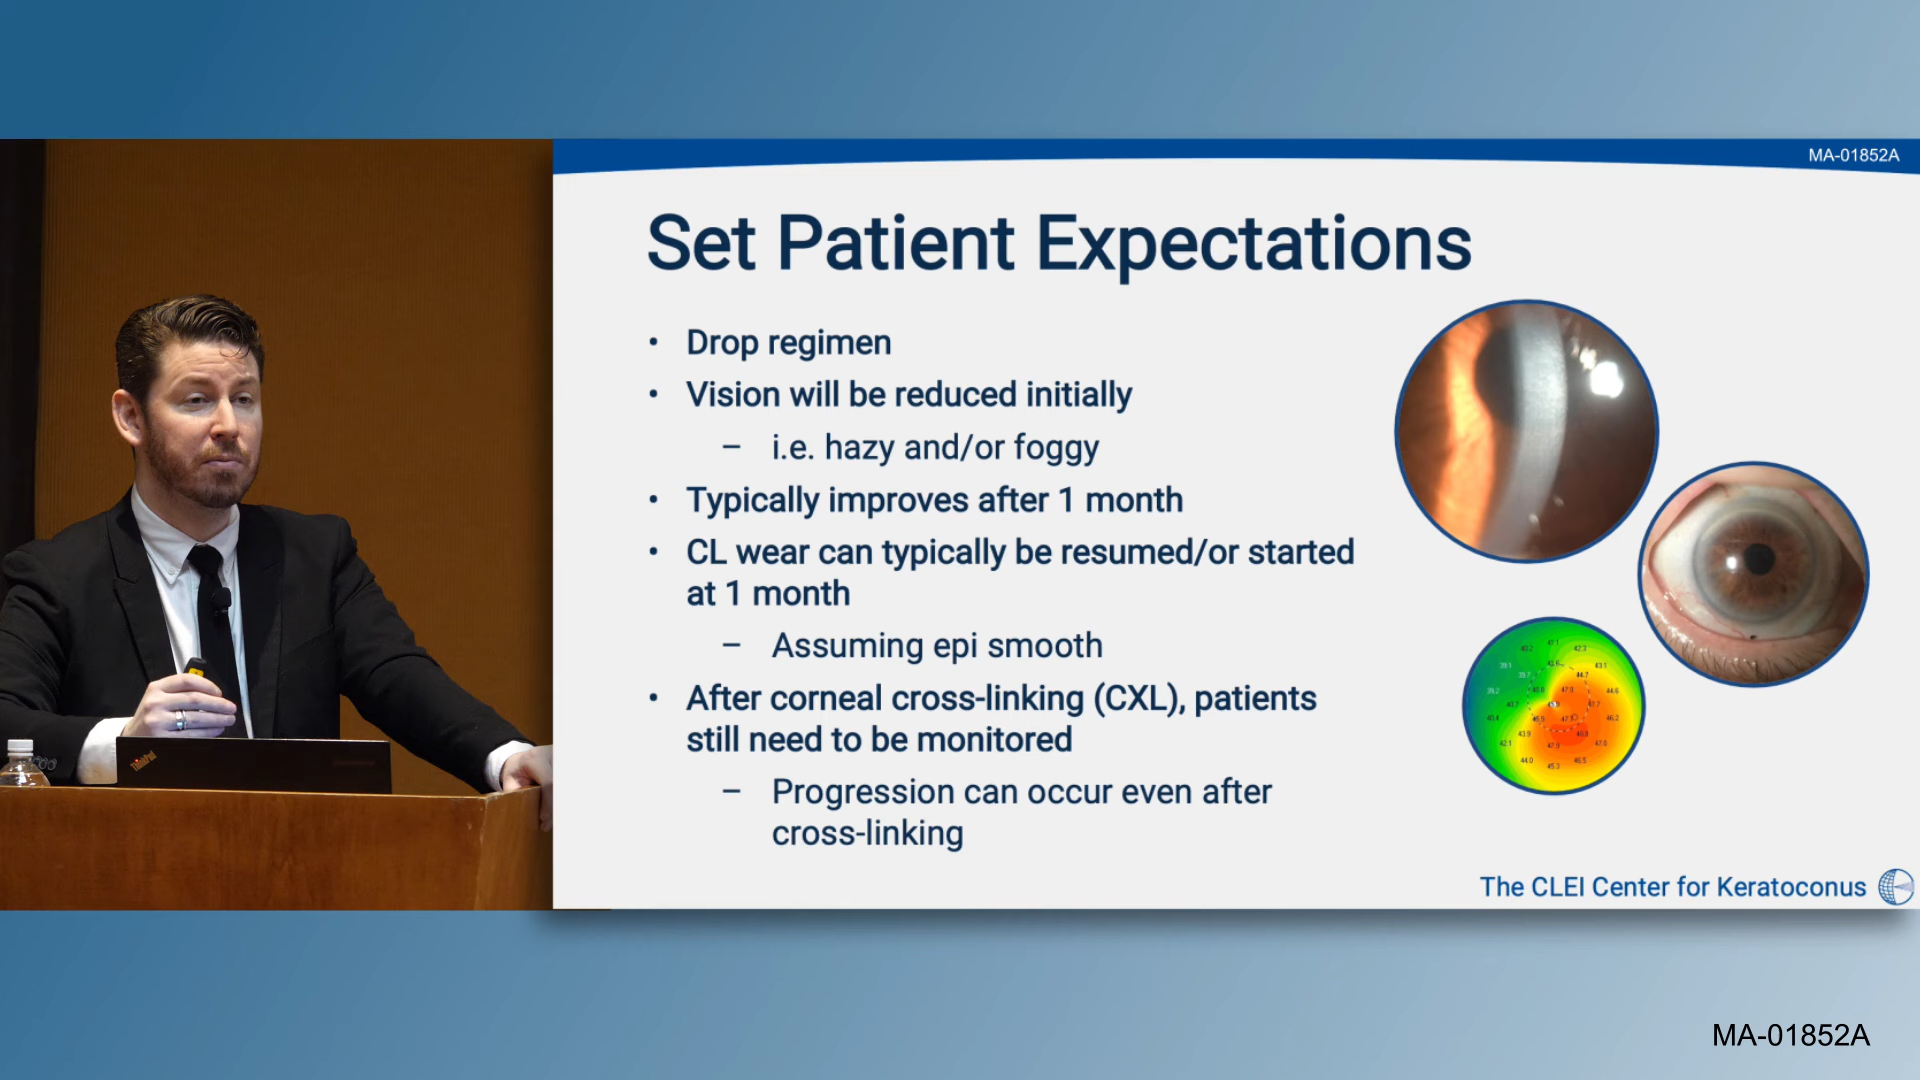 MA-01852A
Set Patient Expectations
• Drop regimen
• Vision will be reduced initially
– i.e. hazy and/or foggy
• Typically improves after 1 month
• CL wear can typically be resumed/or started
at 1 month
– Assuming epi smooth
• After corneal cross-linking (CXL), patients
still need to be monitored
– Progression can occur even after
cross-linking
The CLEI Center for Keratoconus
ThinkPad
MA-01852A